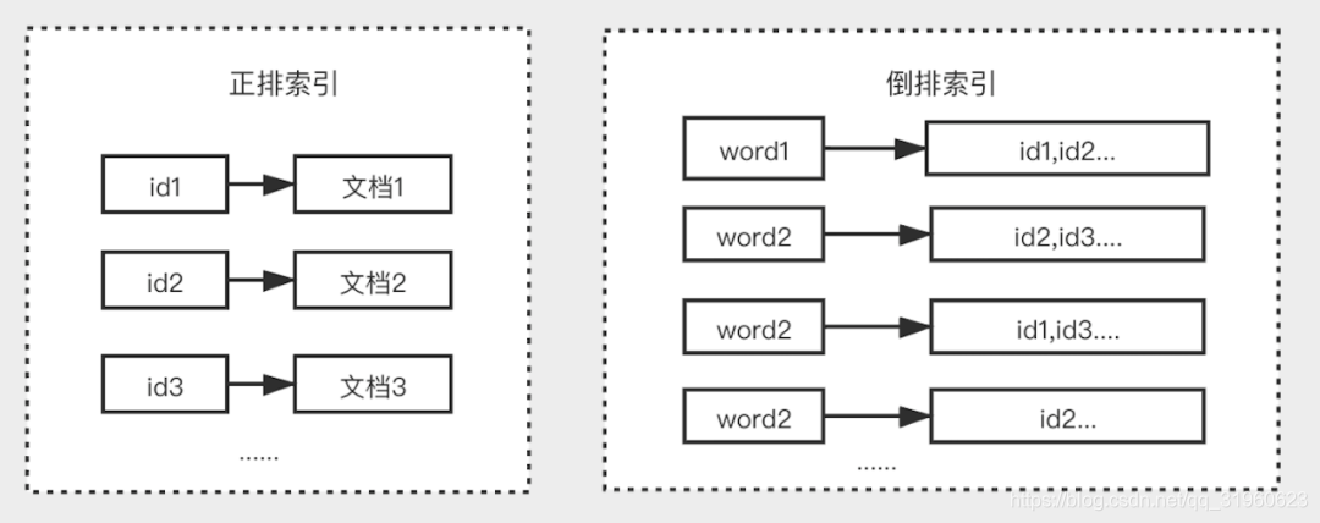 正排索引
id1
文档1
id2
文档2
id3
文档3
......
倒排索引
word1
id1,id2...
word2
id2,id3....
word2
id1,id3....
word2
id2...
......
https://blog.csdn.net/qq_31960623